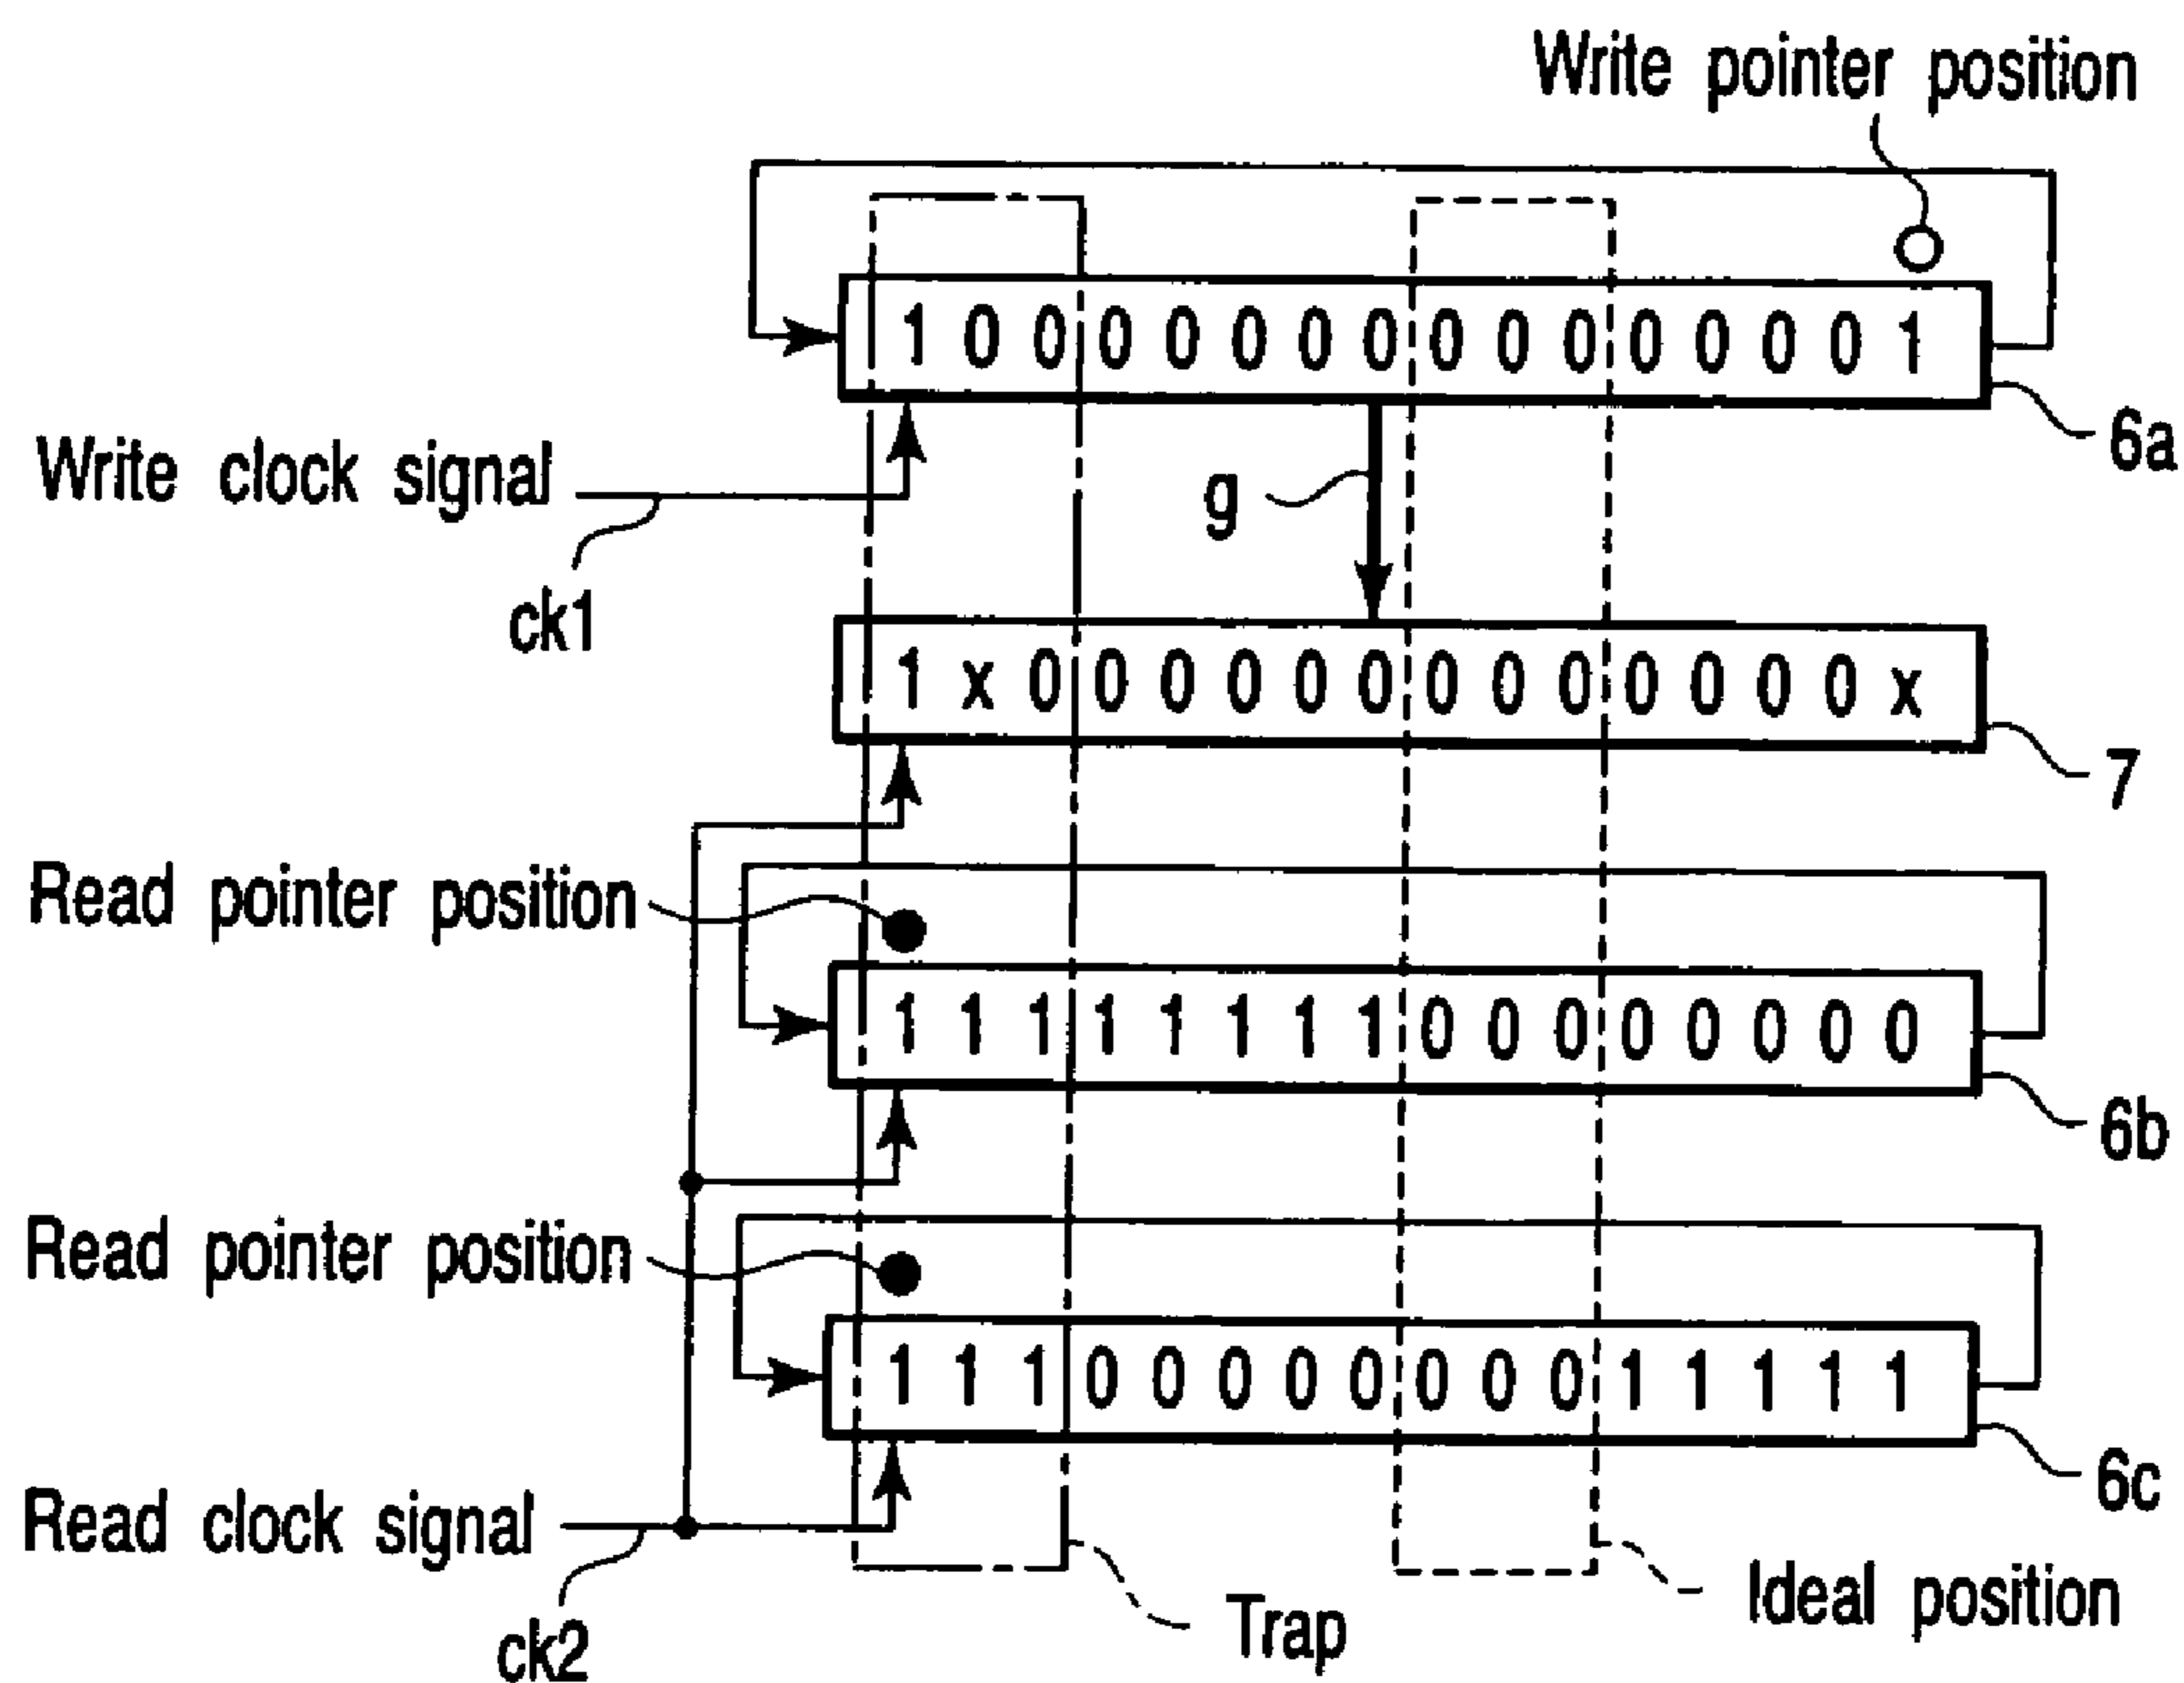 Write pointer position
1 0 0 0 0 0 0 0 0 0 0 0 0 0 0 1
6a
Write clock signal
g
ck1
1 x 0 0 0 0 0 0 0 0 0 0 0 0 0 x
7
Read pointer position
1 1 1 1 1 1 1 1 0 0 0 0 0 0 0 0
6b
Read pointer position
1 1 1 0 0 0 0 0 0 0 0 1 1 1 1 1
6c
Read clock signal
ck2
Trap
Ideal position